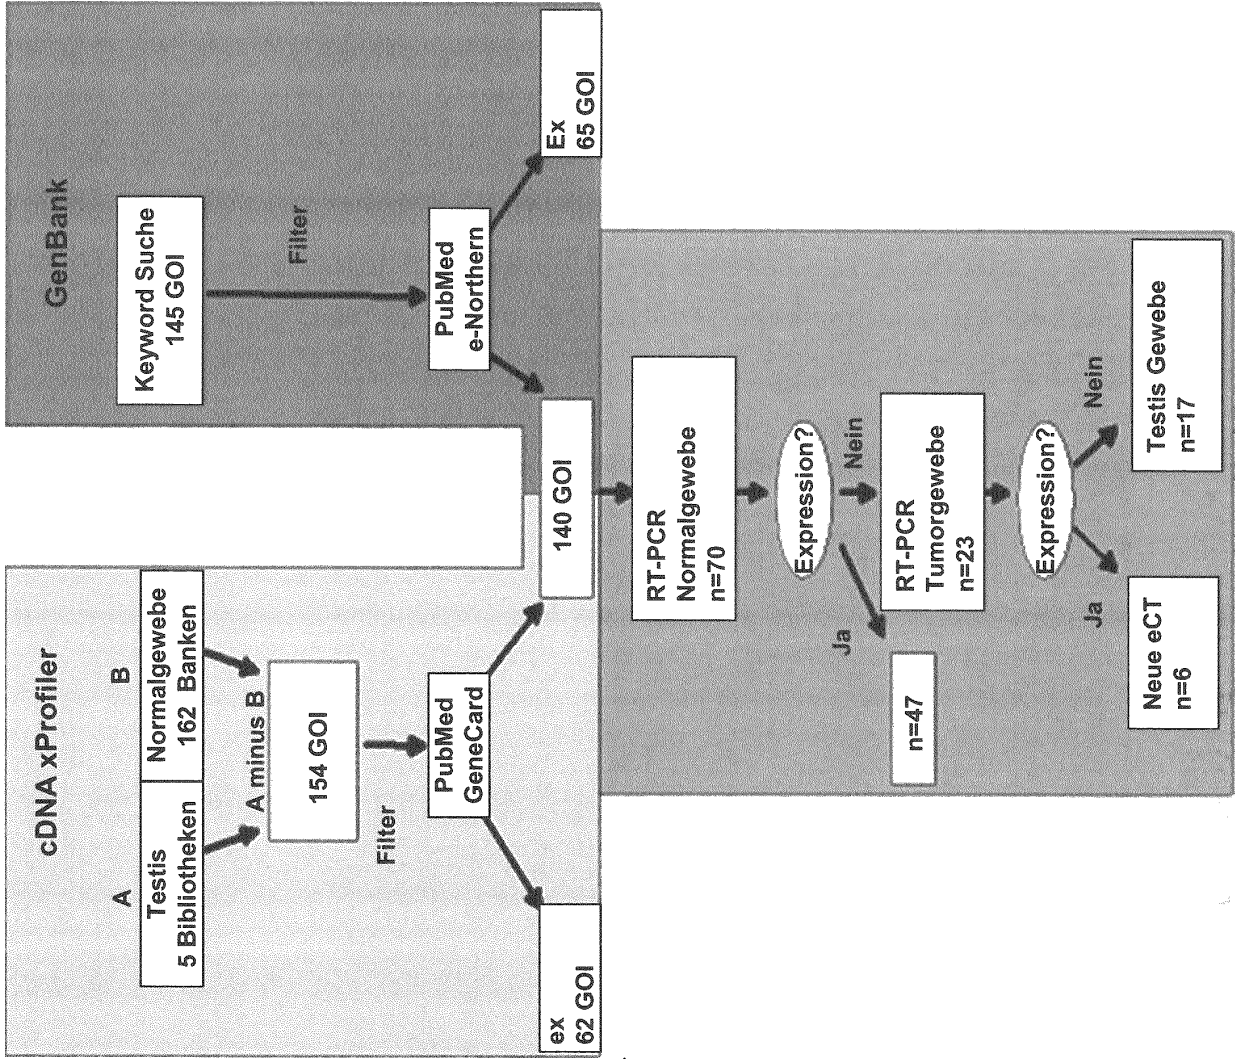 cDNA xProfiler
A
B
Testis
5 Bibliotheken
Normalgewebe
162 Banken
A minus B
154 GOI
Filter
PubMed
GeneCard
ex
62 GOI
GenBank
Keyword Suche
145 GOI
Filter
PubMed
e-Northern
Ex
65 GOI
140 GOI
RT-PCR
Normalgewebe
n=70
Expression?
Ja
Nein
n=47
RT-PCR
Tumorgewebe
n=23
Expression?
Ja
Nein
Neue eCT
n=6
Testis Gewebe
n=17